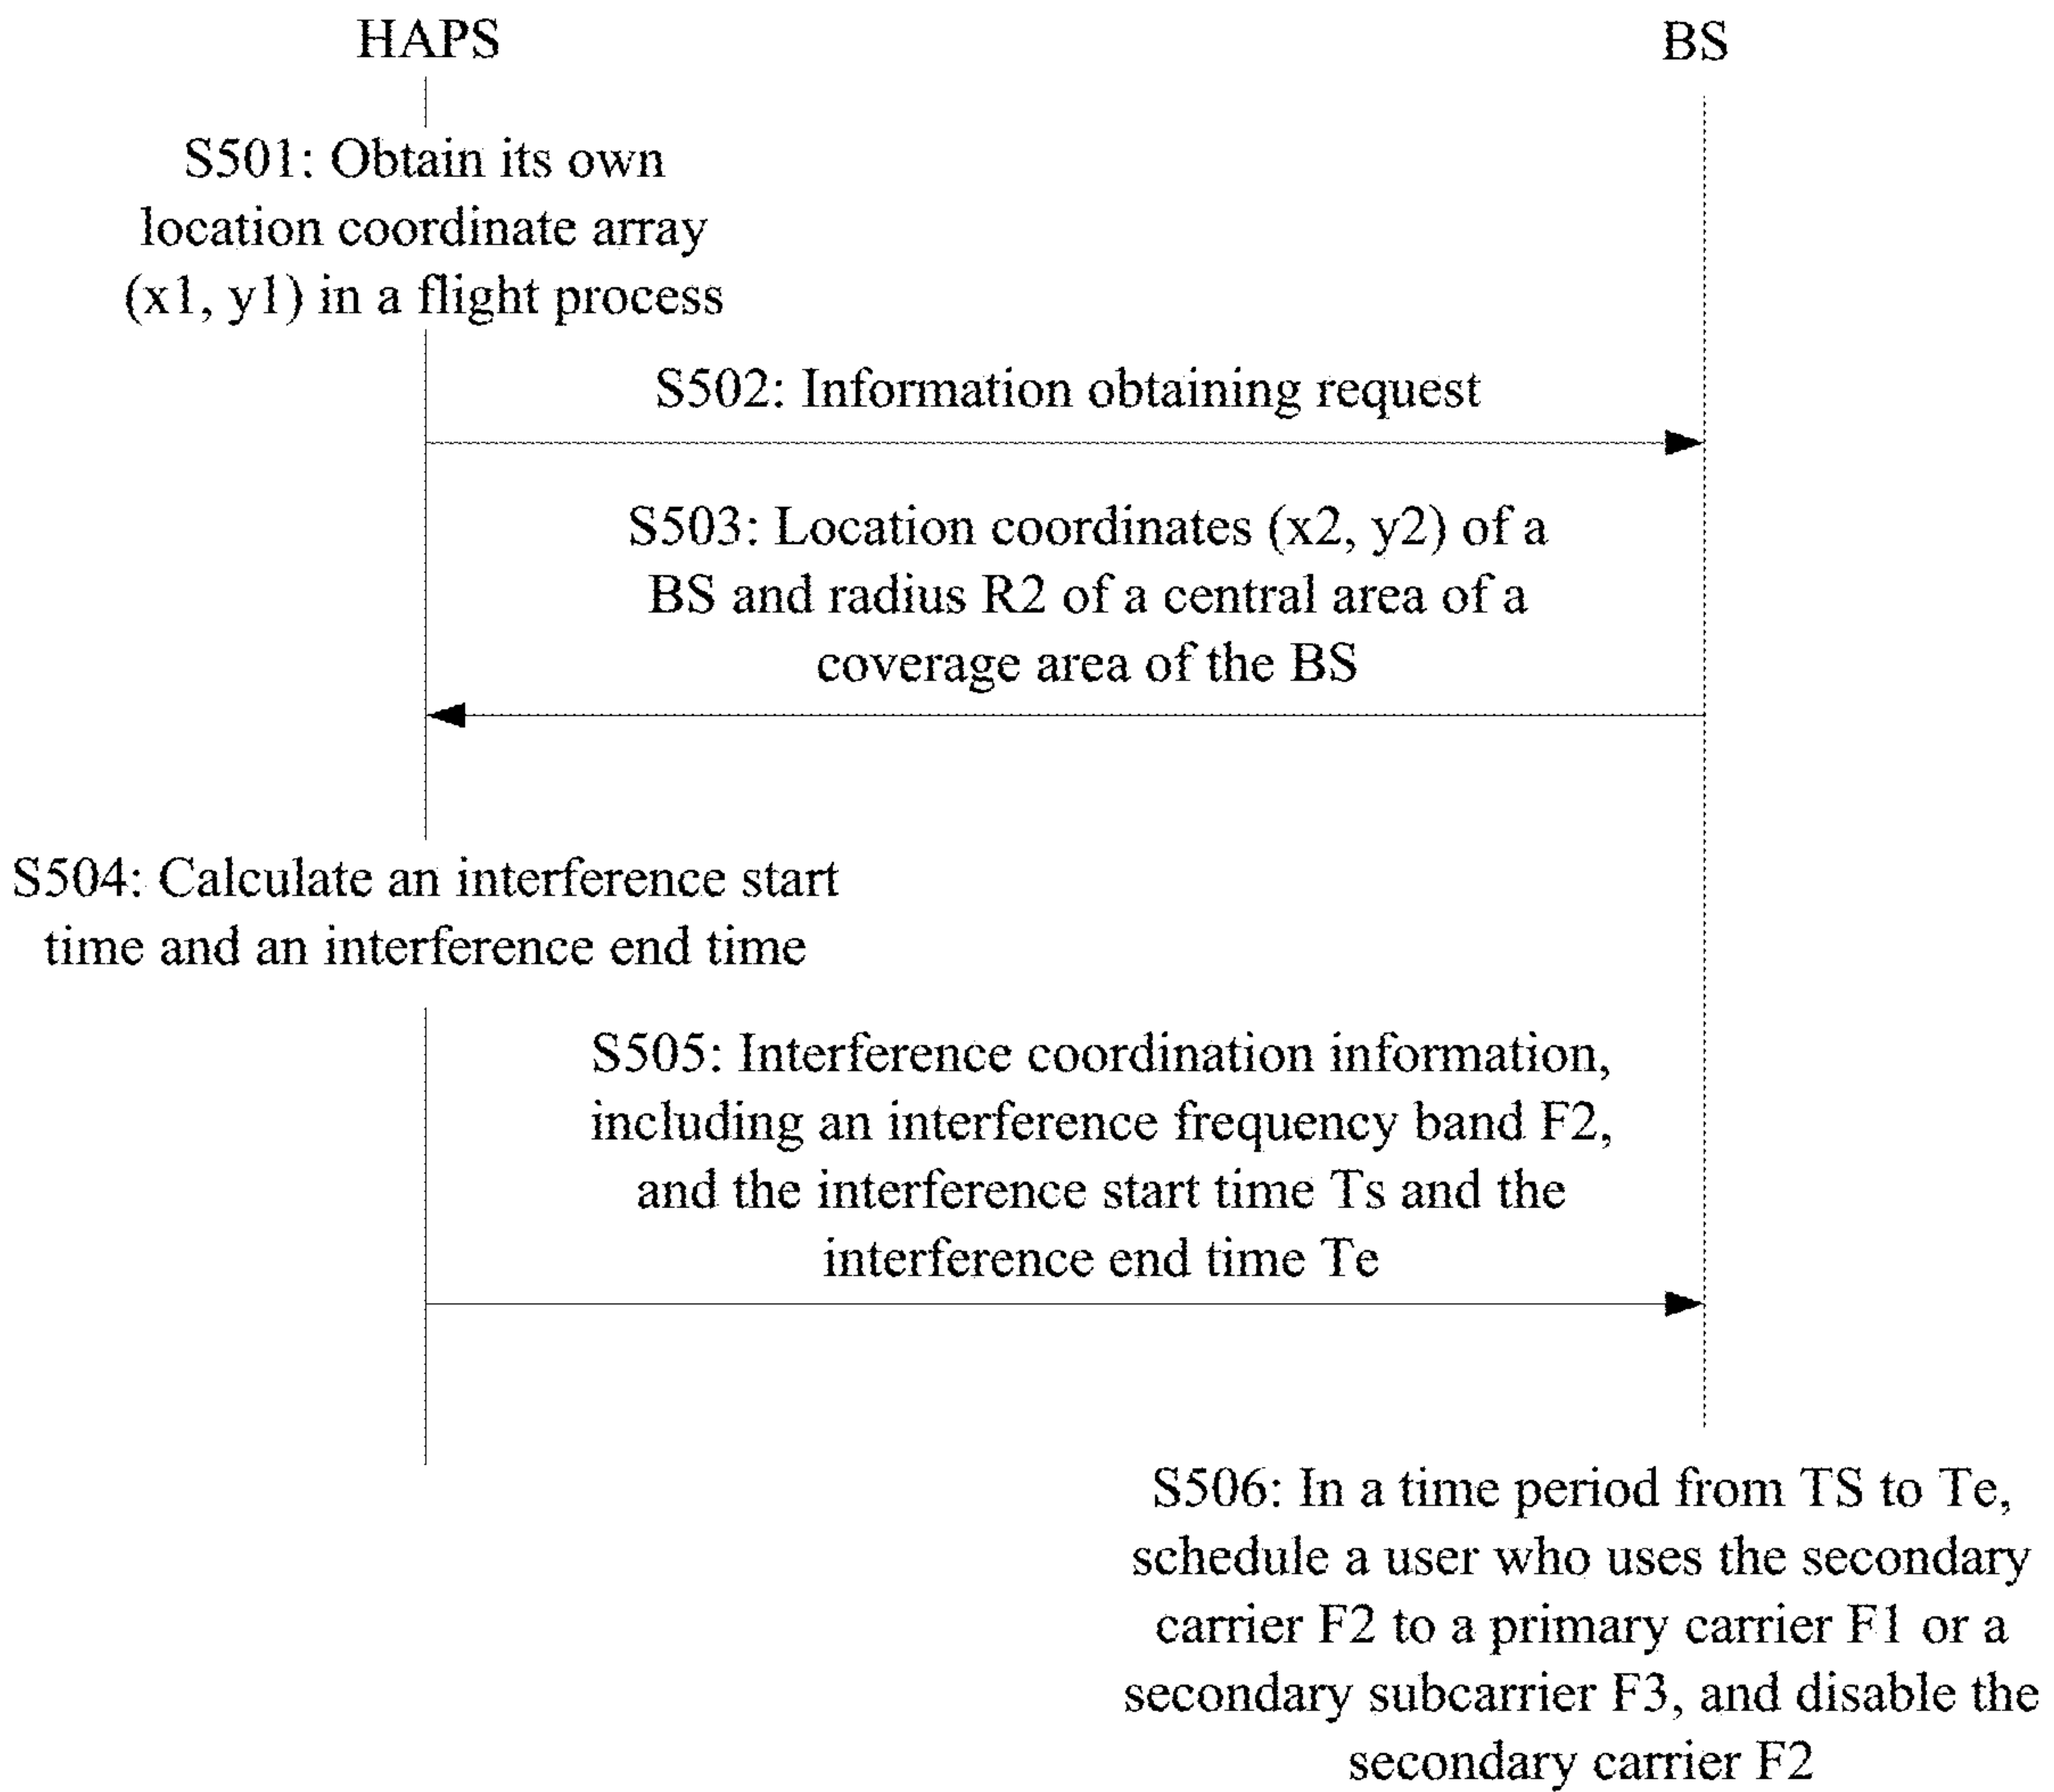 HAPS
BS
S501: Obtain its own
location coordinate array
(x1, y1) in a flight process
S502: Information obtaining request
S503: Location coordinates (x2, y2) of a
BS and radius R2 of a central area of a
coverage area of the BS
S504: Calculate an interference start
time and an interference end time
S505: Interference coordination information,
including an interference frequency band F2,
and the interference start time Ts and the
interference end time Te
S506: In a time period from TS to Te,
schedule a user who uses the secondary
carrier F2 to a primary carrier F1 or a
secondary subcarrier F3, and disable the
secondary carrier F2